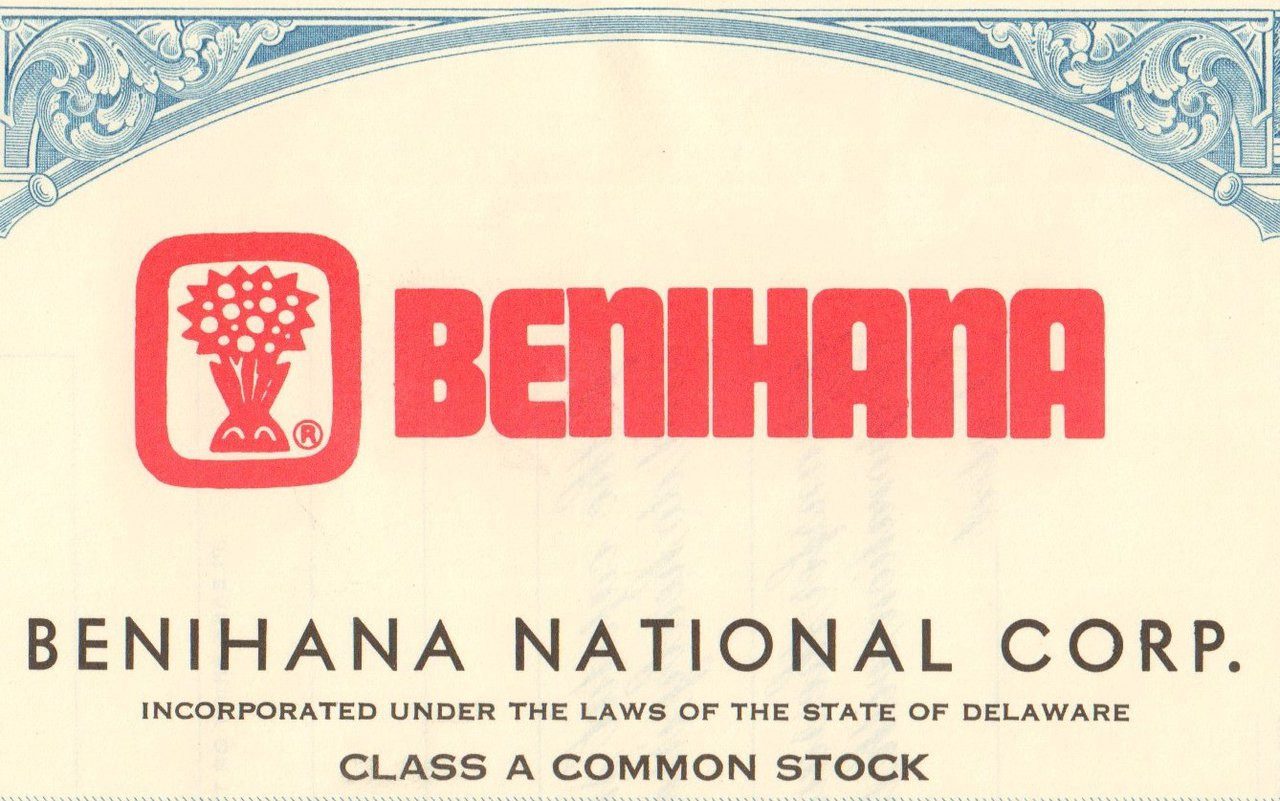 ®
BENIHANA
BENIHANA NATIONAL CORP.
INCORPORATED UNDER THE LAWS OF THE STATE OF DELAWARE
CLASS A COMMON STOCK